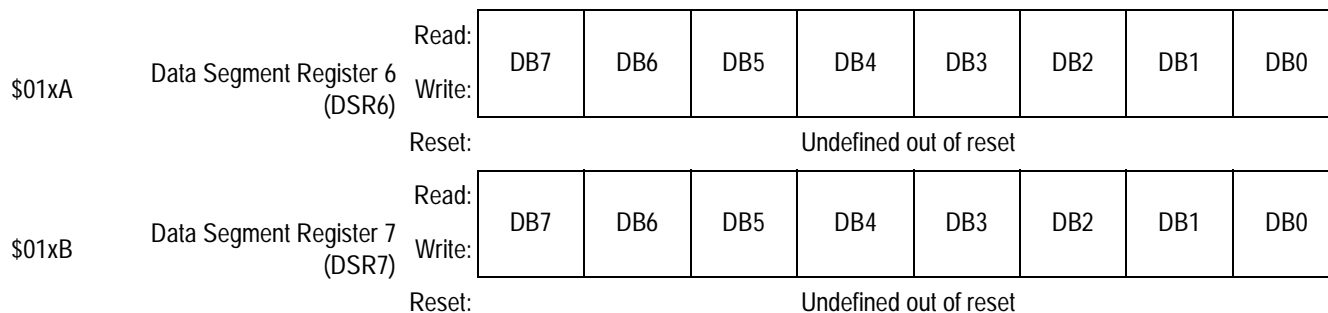 Read:
$01xA Data Segment Register 6 (DSR6) Write: DB7 DB6 DB5 DB4 DB3 DB2 DB1 DB0
Reset: Undefined out of reset
Read:
$01xB Data Segment Register 7 (DSR7) Write: DB7 DB6 DB5 DB4 DB3 DB2 DB1 DB0
Reset: Undefined out of reset